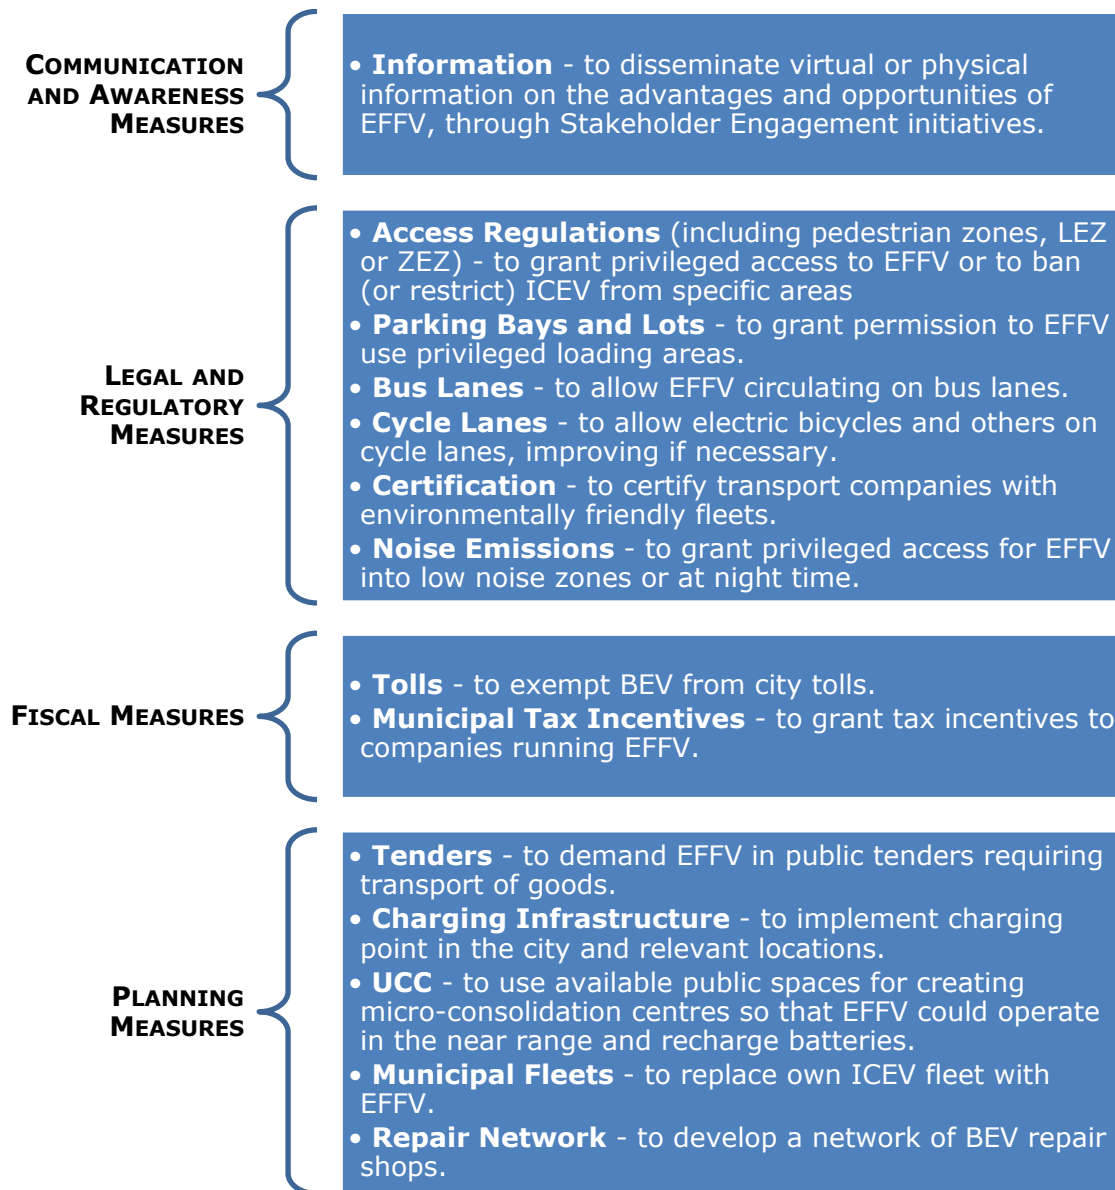 COMMUNICATION
AND AWARENESS
MEASURES
• Information - to disseminate virtual or physical
information on the advantages and opportunities of
EFFV, through Stakeholder Engagement initiatives.
LEGAL AND
REGULATORY
MEASURES
• Access Regulations (including pedestrian zones, LEZ
or ZEZ) - to grant privileged access to EFFV or to ban
(or restrict) ICEV from specific areas
• Parking Bays and Lots - to grant permission to EFFV
use privileged loading areas.
• Bus Lanes - to allow EFFV circulating on bus lanes.
• Cycle Lanes - to allow electric bicycles and others on
cycle lanes, improving if necessary.
• Certification - to certify transport companies with
environmentally friendly fleets.
• Noise Emissions - to grant privileged access for EFFV
into low noise zones or at night time.
FISCAL MEASURES
• Tolls - to exempt BEV from city tolls.
• Municipal Tax Incentives - to grant tax incentives to
companies running EFFV.
PLANNING
MEASURES
• Tenders - to demand EFFV in public tenders requiring
transport of goods.
• Charging Infrastructure - to implement charging
point in the city and relevant locations.
• UCC - to use available public spaces for creating
micro-consolidation centres so that EFFV could operate
in the near range and recharge batteries.
• Municipal Fleets - to replace own ICEV fleet with
EFFV.
• Repair Network - to develop a network of BEV repair
shops.